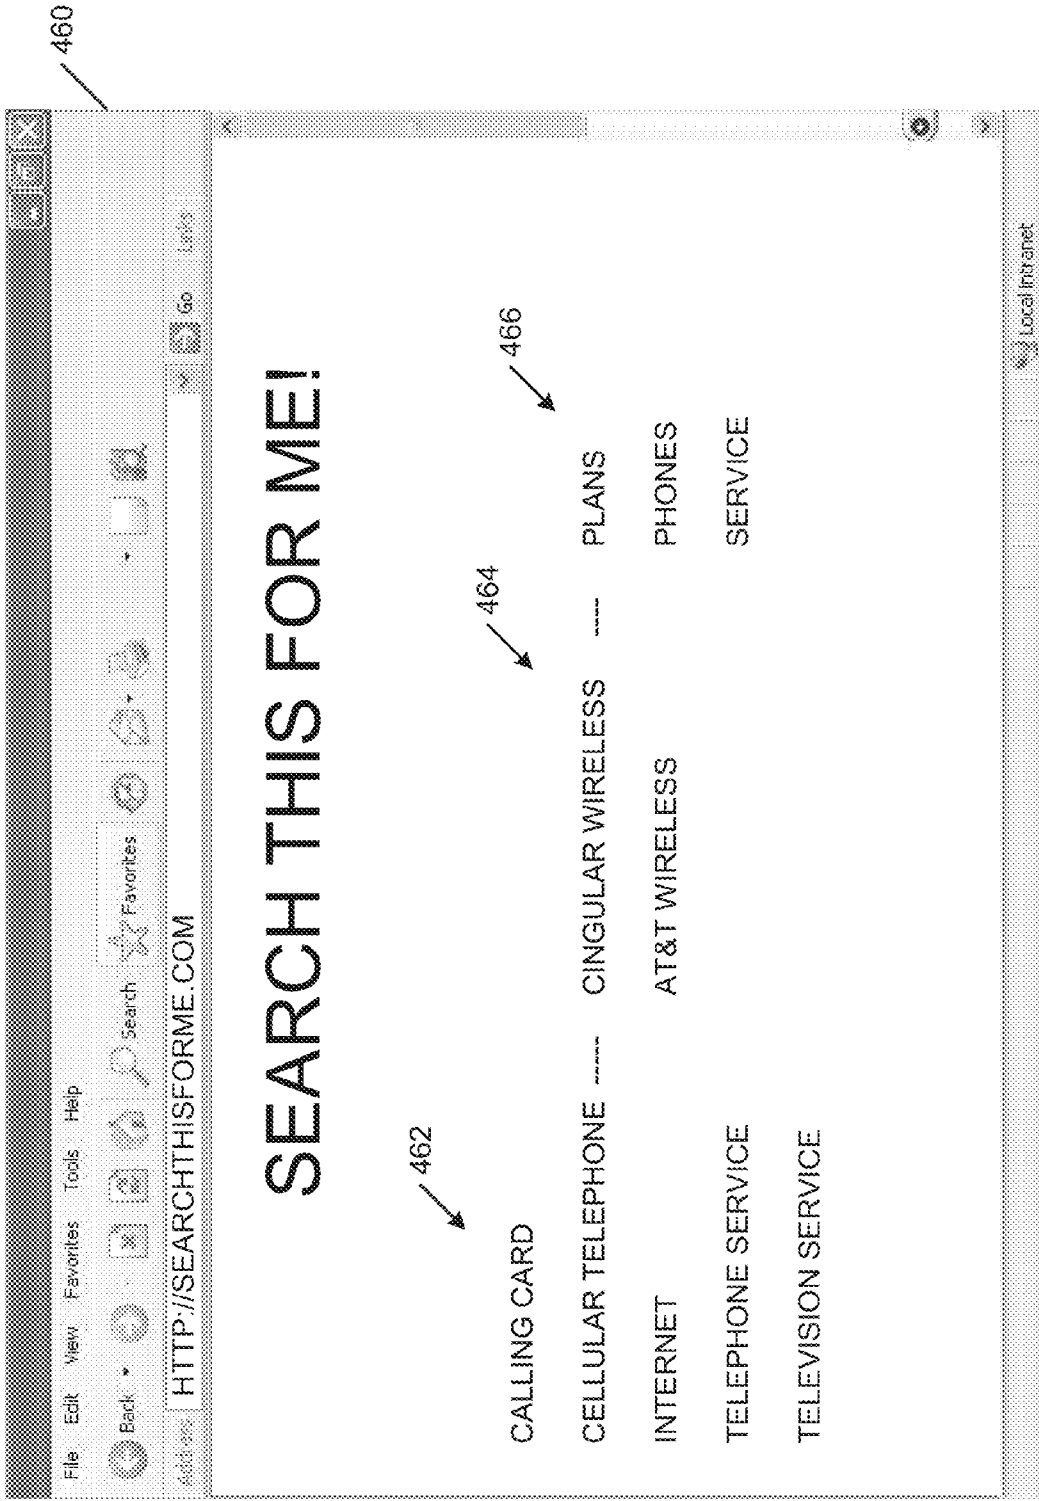 460
File Edit View Favorites Tools Help
Back Search Favorites
Address HTTP://SEARCHTHISFORME.COM Go Links
SEARCH THIS FOR ME!
462 464 466
CALLING CARD
CELLULAR TELEPHONE ----- CINGULAR WIRELESS ---- PLANS
INTERNET AT&T WIRELESS PHONES
TELEPHONE SERVICE SERVICE
TELEVISION SERVICE
Local intranet